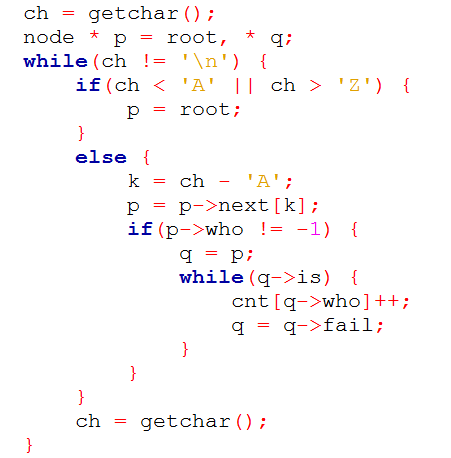 ch = getchar();
node * p = root, * q;
while(ch != '\n') {
    if(ch < 'A' || ch > 'Z') {
        p = root;
    }
    else {
        k = ch - 'A';
        p = p->next[k];
        if(p->who != -1) {
            q = p;
            while(q->is) {
                cnt[q->who]++;
                q = q->fail;
            }
        }
    }
    ch = getchar();
}